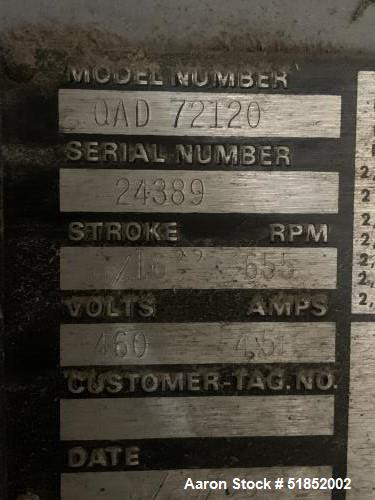 MODEL NUMBER
QAD 72120
SERIAL NUMBER
24389
STROKE RPM
/16" 655
VOLTS AMPS
460
CUSTOMER-TAG.NO.
DATE
Aaron Stock # 51852002